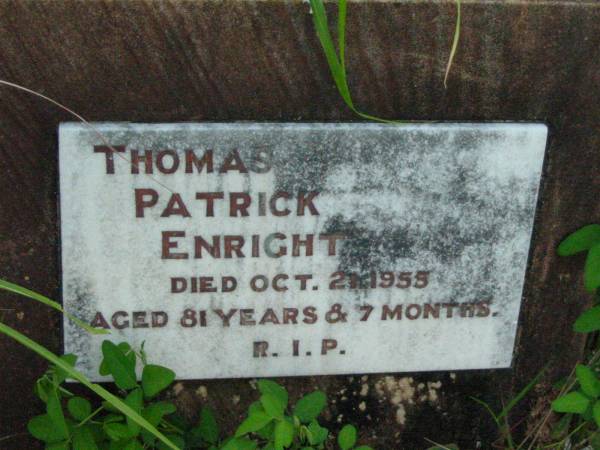 THOMAS
PATRICK
ENRIGHT
DIED OCT. 21.1955
AGED 81 YEARS & 7 MONTHS.
R. I. P.